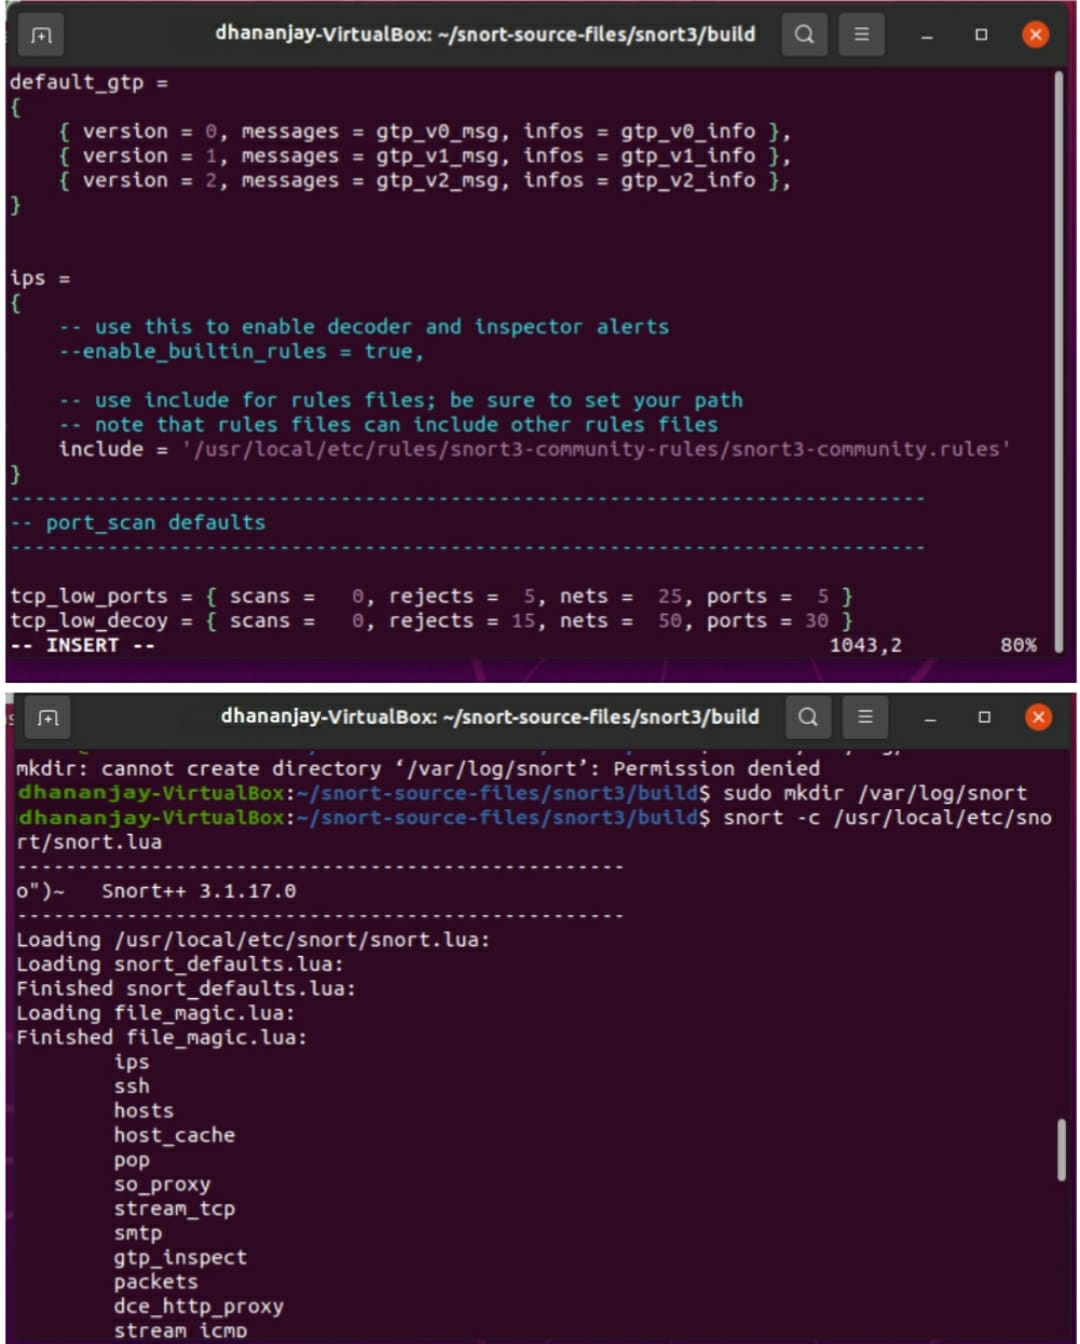 dhananjay-VirtualBox: ~/snort-source-files/snort3/build
default_gtp =
{
    { version = 0, messages = gtp_v0_msg, infos = gtp_v0_info },
    { version = 1, messages = gtp_v1_msg, infos = gtp_v1_info },
    { version = 2, messages = gtp_v2_msg, infos = gtp_v2_info },
}
ips =
{
    -- use this to enable decoder and inspector alerts
    --enable_builtin_rules = true,
    -- use include for rules files; be sure to set your path
    -- note that rules files can include other rules files
    include = '/usr/local/etc/rules/snort3-community-rules/snort3-community.rules'
}
---------------------------------------------------------------------------
-- port_scan defaults
---------------------------------------------------------------------------
tcp_low_ports = { scans =   0, rejects =  5, nets =  25, ports =  5 }
tcp_low_decoy = { scans =   0, rejects = 15, nets =  50, ports = 30 }
-- INSERT --                                                       1043,2        80%
dhananjay-VirtualBox: ~/snort-source-files/snort3/build
mkdir: cannot create directory ‘/var/log/snort’: Permission denied
dhananjay-VirtualBox:~/snort-source-files/snort3/build$ sudo mkdir /var/log/snort
dhananjay-VirtualBox:~/snort-source-files/snort3/build$ snort -c /usr/local/etc/sno
rt/snort.lua
--------------------------------------------------
o")~   Snort++ 3.1.17.0
--------------------------------------------------
Loading /usr/local/etc/snort/snort.lua:
Loading snort_defaults.lua:
Finished snort_defaults.lua:
Loading file_magic.lua:
Finished file_magic.lua:
        ips
        ssh
        hosts
        host_cache
        pop
        so_proxy
        stream_tcp
        smtp
        gtp_inspect
        packets
        dce_http_proxy
        stream_icmp